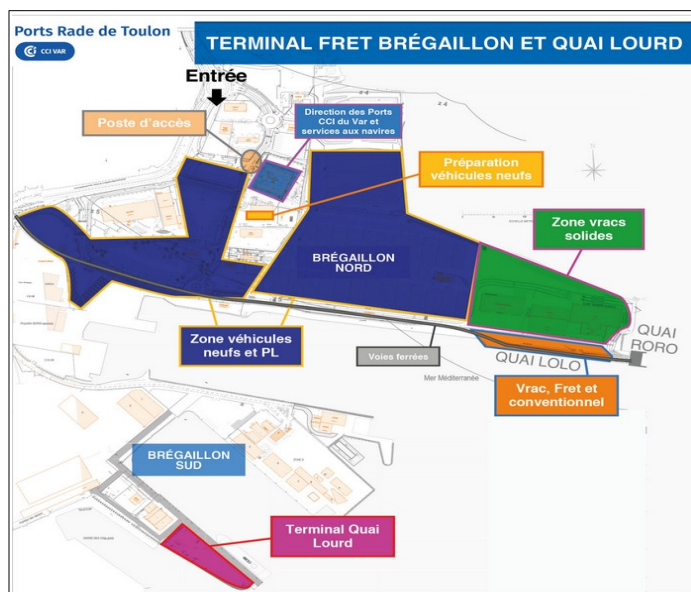 Ports Rade de Toulon
CCI VAR
TERMINAL FRET BRÉGAILLON ET QUAI LOURD
Entrée
Poste d'accès
Direction des Ports
CCI du Var et
services aux navires
Préparation
véhicules neufs
Zone vracs
solides
BRÉGAILLON
NORD
Zone véhicules
neufs et PL
Voies ferrées
QUAI LOLO
QUAI
RORO
Mer Méditerranée
Vrac, Fret et
conventionnel
BRÉGAILLON
SUD
Terminal Quai
Lourd